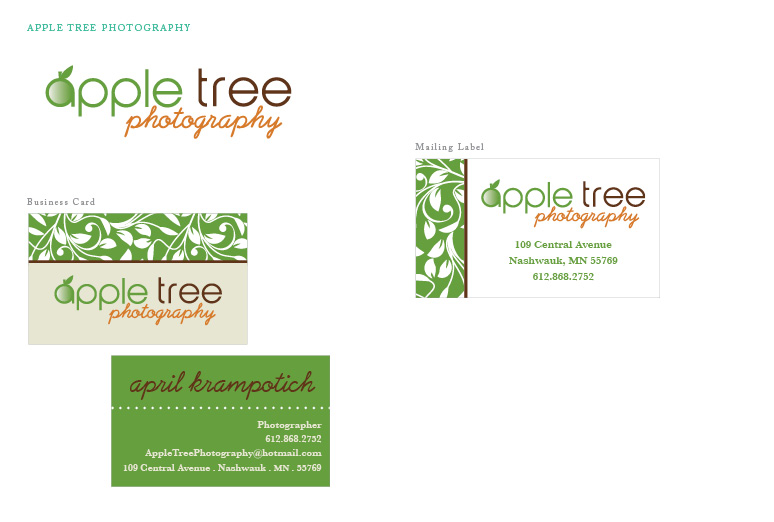 APPLE TREE PHOTOGRAPHY
apple tree
photography
Business Card
apple tree
photography
april krampotich
Photographer
612.868.2752
AppleTreePhotography@hotmail.com
109 Central Avenue . Nashwauk . MN . 55769
Mailing Label
apple tree
photography
109 Central Avenue
Nashwauk, MN 55769
612.868.2752